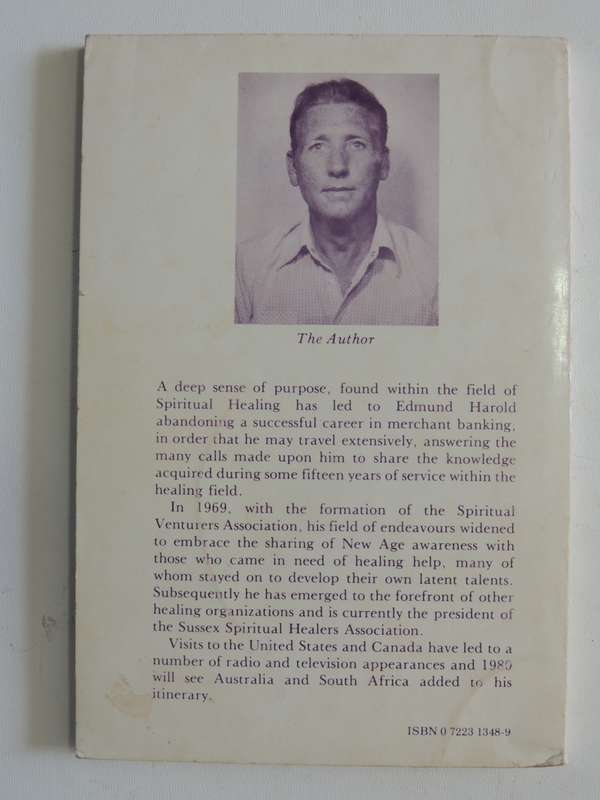 The Author
A deep sense of purpose, found within the field of
Spiritual Healing has led to Edmund Harold
abandoning a successful career in merchant banking,
in order that he may travel extensively, answering the
many calls made upon him to share the knowledge
acquired during some fifteen years of service within the
healing field.
In 1969, with the formation of the Spiritual
Venturers Association, his field of endeavours widened
to embrace the sharing of New Age awareness with
those who came in need of healing help, many of
whom stayed on to develop their own latent talents.
Subsequently he has emerged to the forefront of other
healing organizations and is currently the president of
the Sussex Spiritual Healers Association.
Visits to the United States and Canada have led to a
number of radio and television appearances and 1980
will see Australia and South Africa added to his
itinerary.
ISBN 0 7223 1348-9